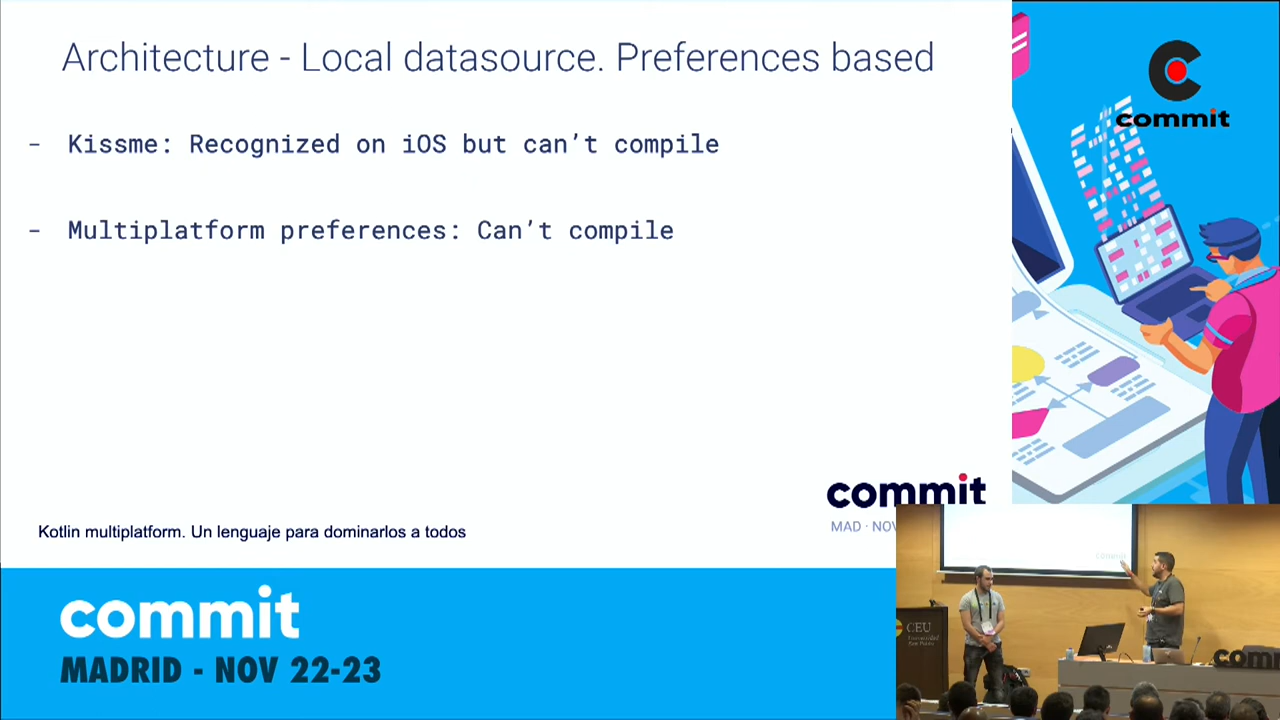 Architecture - Local datasource. Preferences based
- Kissme: Recognized on iOS but can’t compile
- Multiplatform preferences: Can’t compile
commit
commit
MAD · NOV
Kotlin multiplatform. Un lenguaje para dominarlos a todos
commit
MADRID - NOV 22-23
CEU